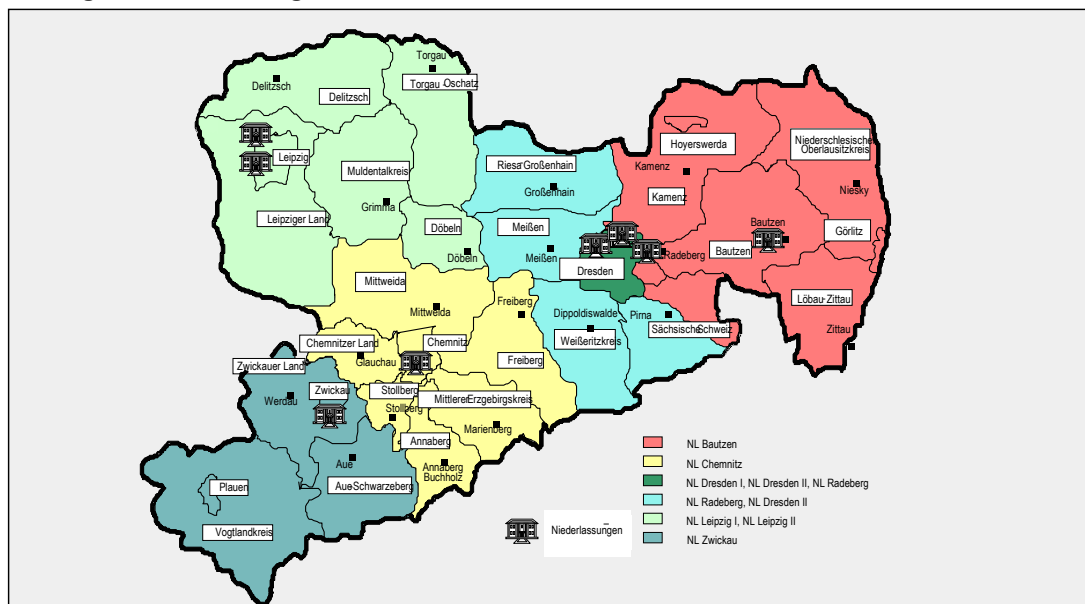 Torgau
Delitzsch
Torgau-Oschatz
Delitzsch
Leipzig
Hoyerswerda
Niederschlesische
Oberlausitzkreis
Riesa-Großenhain
Muldentalkreis
Kamenz
Großenhain
Niesky
Kamenz
Grimma
Leipziger Land
Döbeln
Meißen
Bautzen
Görlitz
Döbeln
Meißen
Radeberg
Bautzen
Dresden
Mittweida
Löbau-Zittau
Freiberg
Mittweida
Dippoldiswalde
Pirna
Sächsische Schweiz
Zittau
Chemnitzer Land
Chemnitz
Weißeritzkreis
Glauchau
Freiberg
Zwickauer Land
Zwickau
Stollberg
Werdau
Mittlerer Erzgebirgskreis
Stollberg
Marienberg
Annaberg
Aue
Annaberg
Buchholz
Plauen
Aue-Schwarzeberg
Vogtlandkreis
Niederlassungen
NL Bautzen
NL Chemnitz
NL Dresden I, NL Dresden II, NL Radeberg
NL Radeberg, NL Dresden II
NL Leipzig I, NL Leipzig II
NL Zwickau